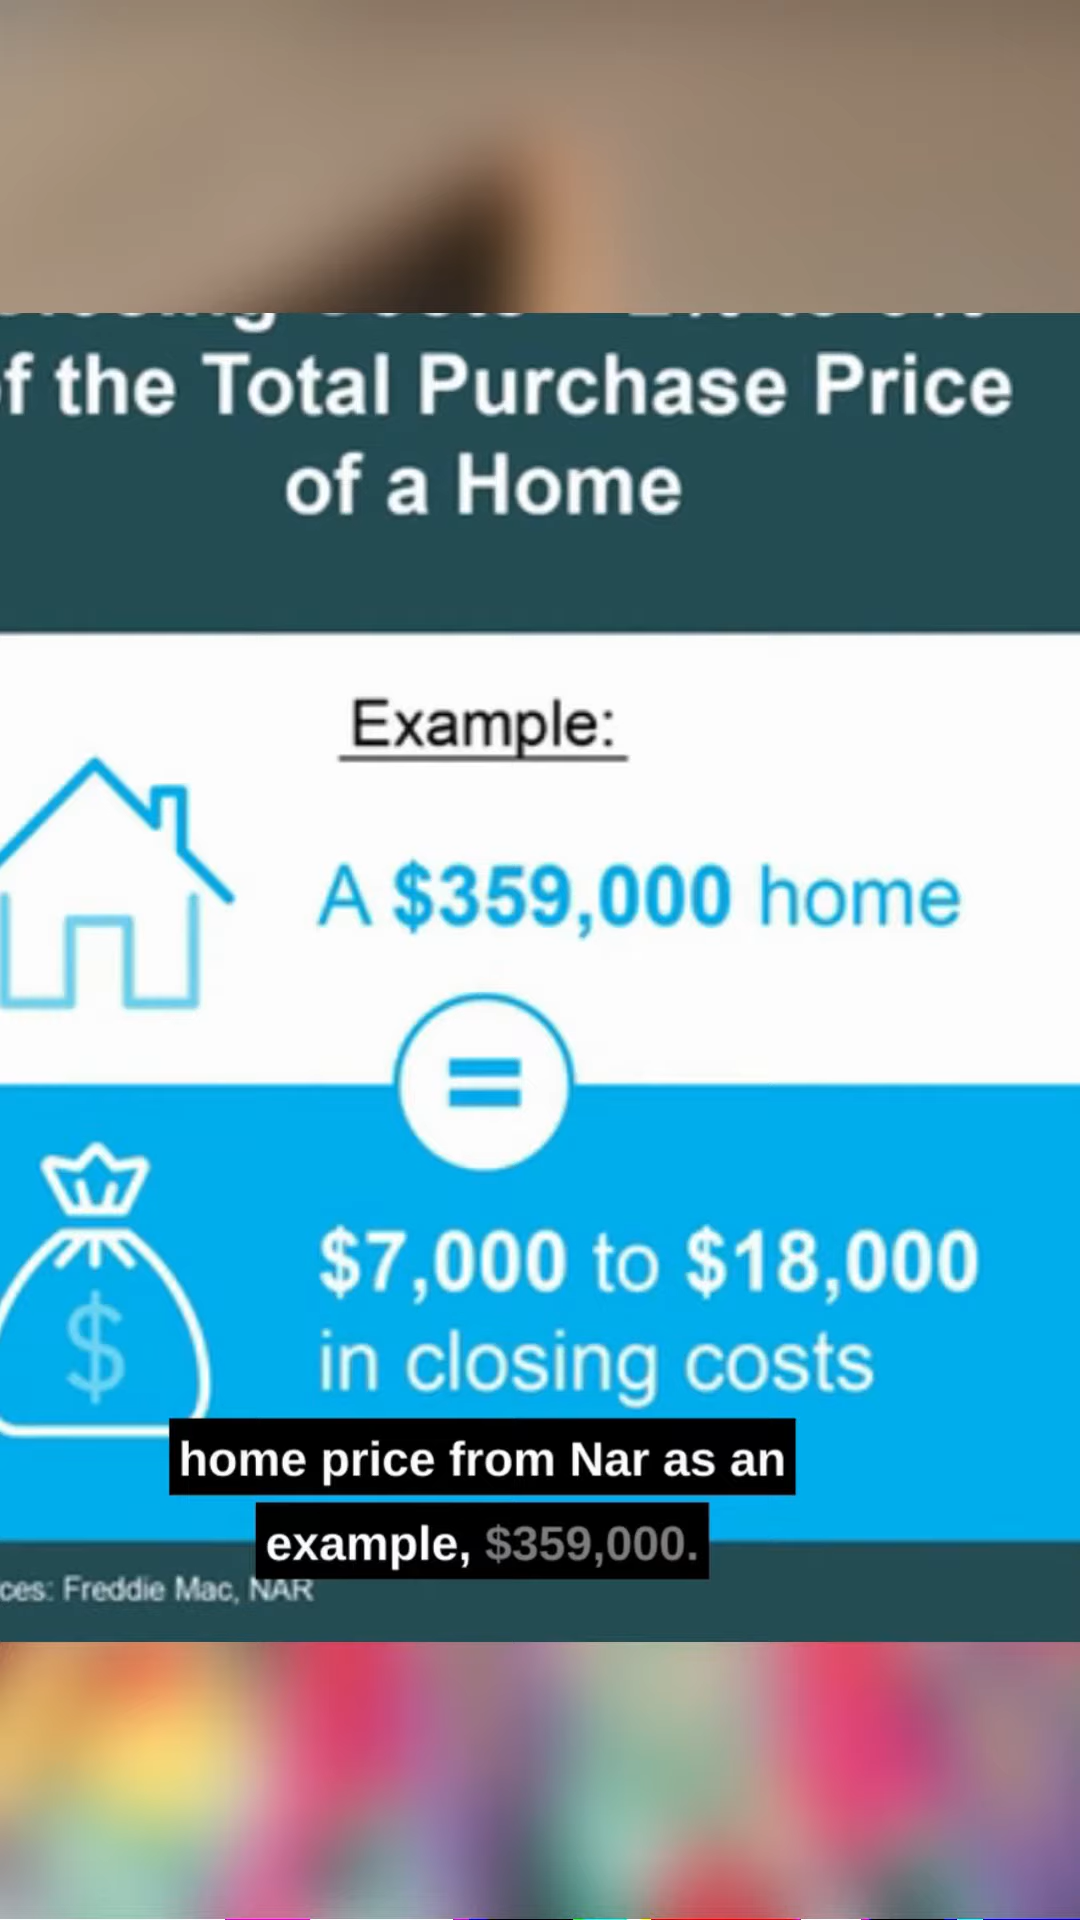 of the Total Purchase Price
of a Home
Example:
A $359,000 home
=
$
$7,000 to $18,000
in closing costs
home price from Nar as an
example, $359,000.
ces: Freddie Mac, NAR